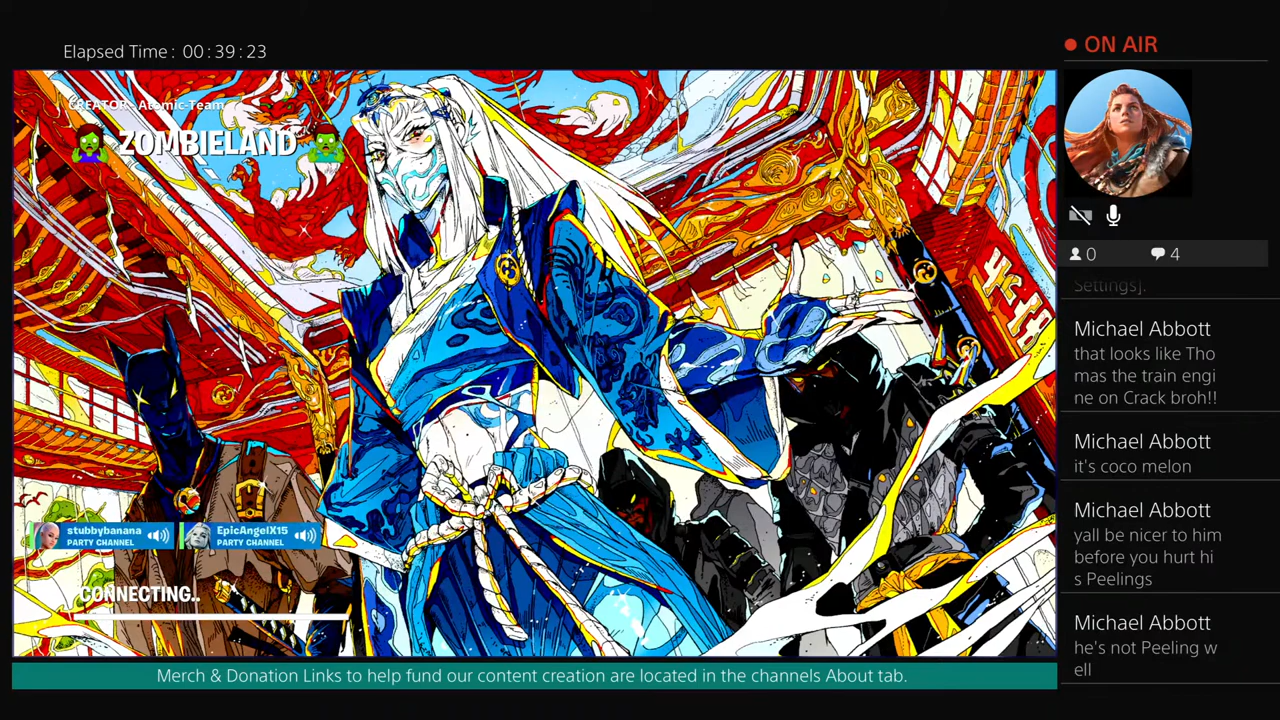 Elapsed Time : 00:39:23
ON AIR
CREATOR - Atomic-Team
ZOMBIELAND
0
4
Settings].
Michael Abbott
that looks like Tho
mas the train engi
ne on Crack broh!!
Michael Abbott
it's coco melon
Michael Abbott
yall be nicer to him
before you hurt hi
s Peelings
Michael Abbott
he's not Peeling w
ell
stubbybanana
PARTY CHANNEL
EpicAngelX15
PARTY CHANNEL
CONNECTING..
Merch & Donation Links to help fund our content creation are located in the channels About tab.